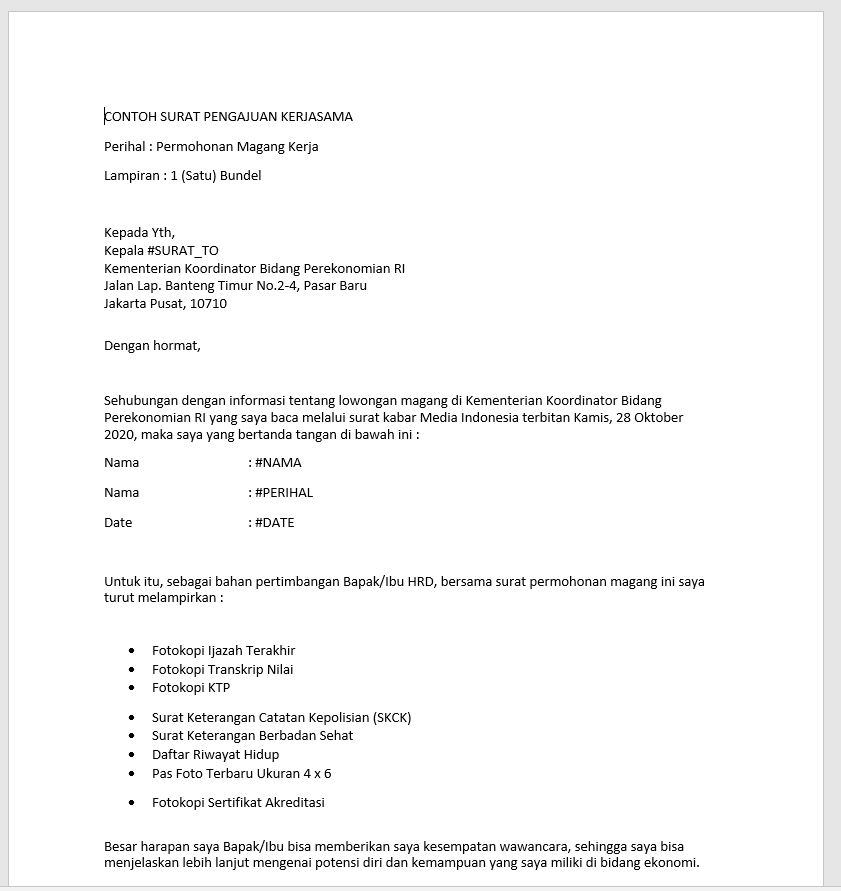 CONTOH SURAT PENGAJUAN KERJASAMA
Perihal : Permohonan Magang Kerja
Lampiran : 1 (Satu) Bundel
Kepada Yth,
Kepala #SURAT_TO
Kementerian Koordinator Bidang Perekonomian RI
Jalan Lap. Banteng Timur No.2-4, Pasar Baru
Jakarta Pusat, 10710
Dengan hormat,
Sehubungan dengan informasi tentang lowongan magang di Kementerian Koordinator Bidang
Perekonomian RI yang saya baca melalui surat kabar Media Indonesia terbitan Kamis, 28 Oktober
2020, maka saya yang bertanda tangan di bawah ini :
Nama : #NAMA
Nama : #PERIHAL
Date : #DATE
Untuk itu, sebagai bahan pertimbangan Bapak/Ibu HRD, bersama surat permohonan magang ini saya
turut melampirkan :
• Fotokopi Ijazah Terakhir
• Fotokopi Transkrip Nilai
• Fotokopi KTP
• Surat Keterangan Catatan Kepolisian (SKCK)
• Surat Keterangan Berbadan Sehat
• Daftar Riwayat Hidup
• Pas Foto Terbaru Ukuran 4 x 6
• Fotokopi Sertifikat Akreditasi
Besar harapan saya Bapak/Ibu bisa memberikan saya kesempatan wawancara, sehingga saya bisa
menjelaskan lebih lanjut mengenai potensi diri dan kemampuan yang saya miliki di bidang ekonomi.